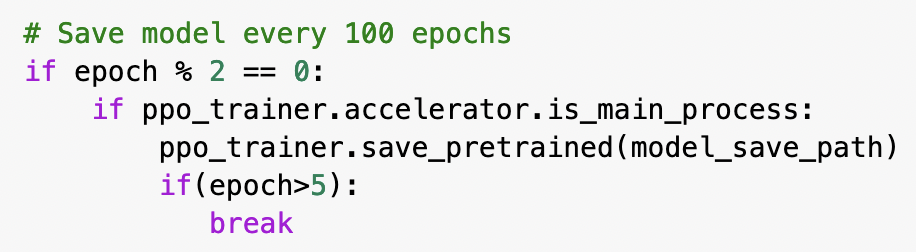 # Save model every 100 epochs
if epoch % 2 == 0:
    if ppo_trainer.accelerator.is_main_process:
        ppo_trainer.save_pretrained(model_save_path)
        if(epoch>5):
           break